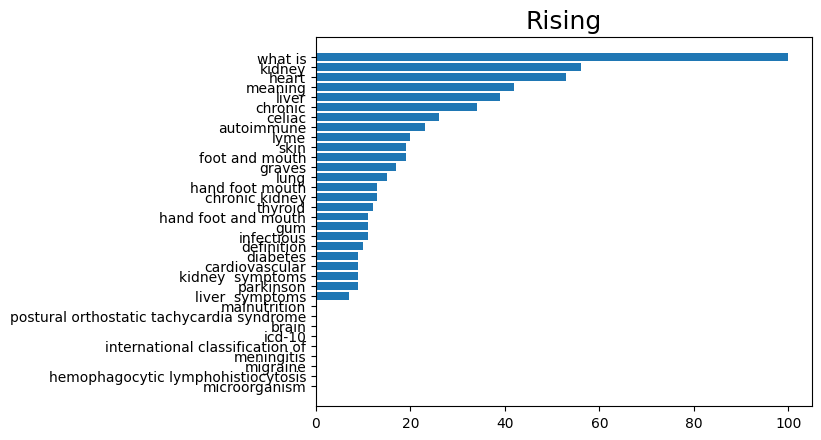 Rising
what is
kidney
heart
meaning
liver
chronic
celiac
autoimmune
lyme
skin
foot and mouth
graves
lung
hand foot mouth
chronic kidney
thyroid
hand foot and mouth
gum
infectious
definition
diabetes
cardiovascular
kidney  symptoms
parkinson
liver  symptoms
malnutrition
postural orthostatic tachycardia syndrome
brain
icd-10
international classification of
meningitis
migraine
hemophagocytic lymphohistiocytosis
microorganism
0 20 40 60 80 100